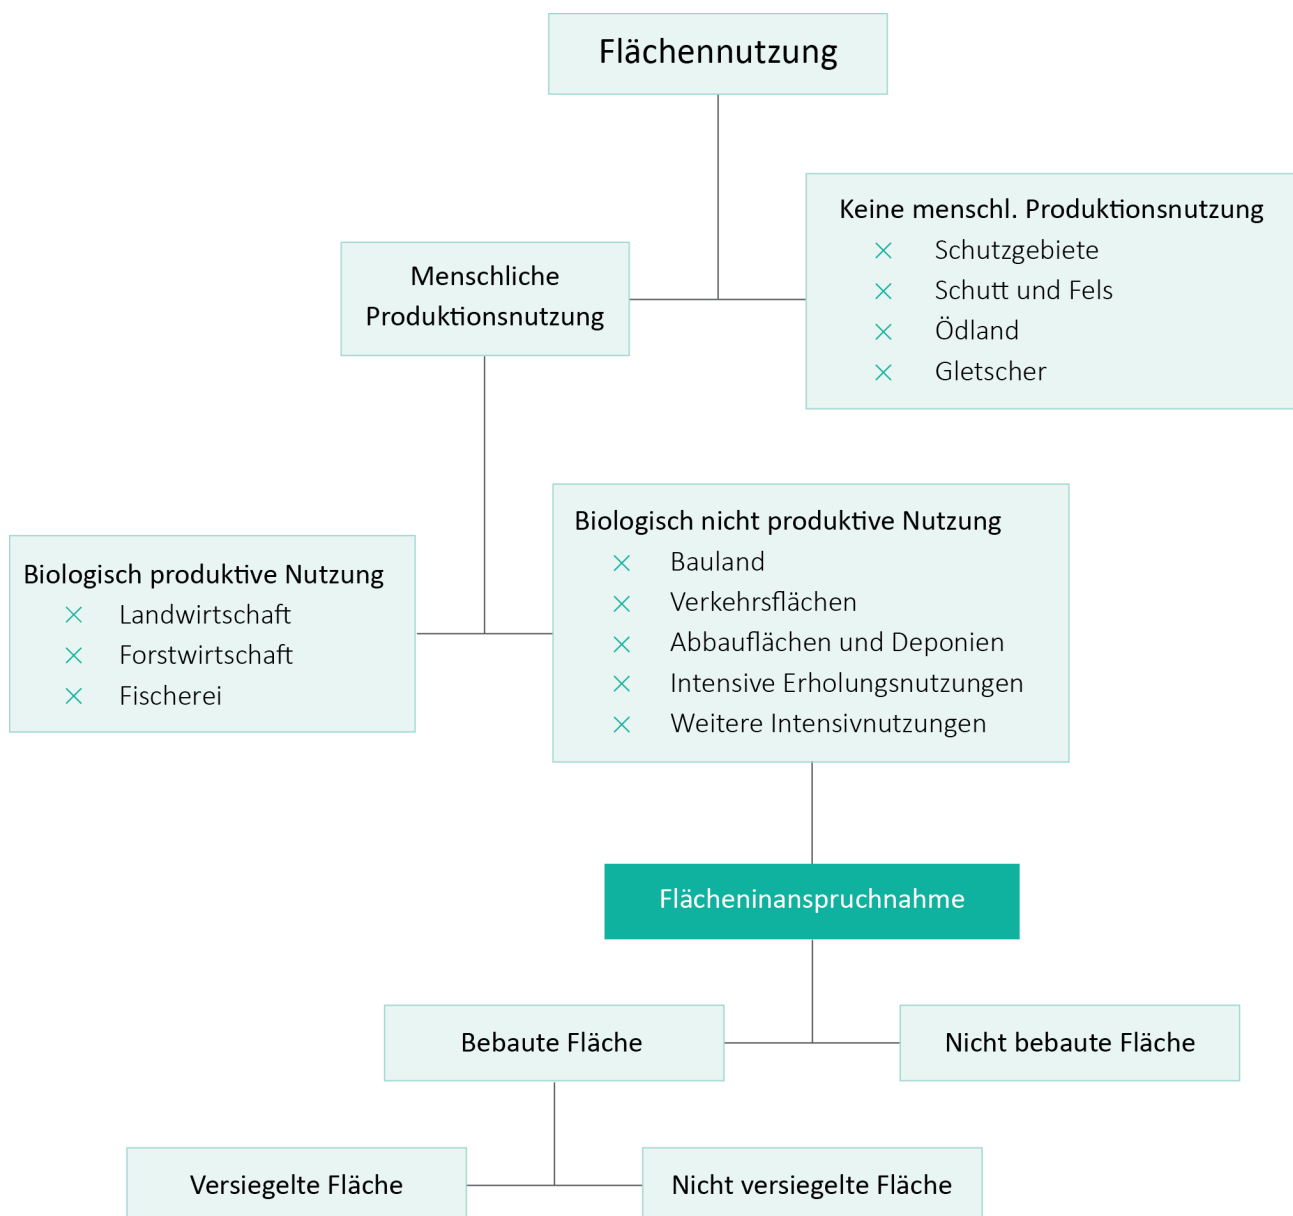 Flächennutzung
Keine menschl. Produktionsnutzung
Schutzgebiete
Schutt und Fels
Ödland
Gletscher
Menschliche
Produktionsnutzung
Biologisch produktive Nutzung
Landwirtschaft
Forstwirtschaft
Fischerei
Biologisch nicht produktive Nutzung
Bauland
Verkehrsflächen
Abbauflächen und Deponien
Intensive Erholungsnutzungen
Weitere Intensivnutzungen
Flächeninanspruchnahme
Bebaute Fläche
Nicht bebaute Fläche
Versiegelte Fläche
Nicht versiegelte Fläche